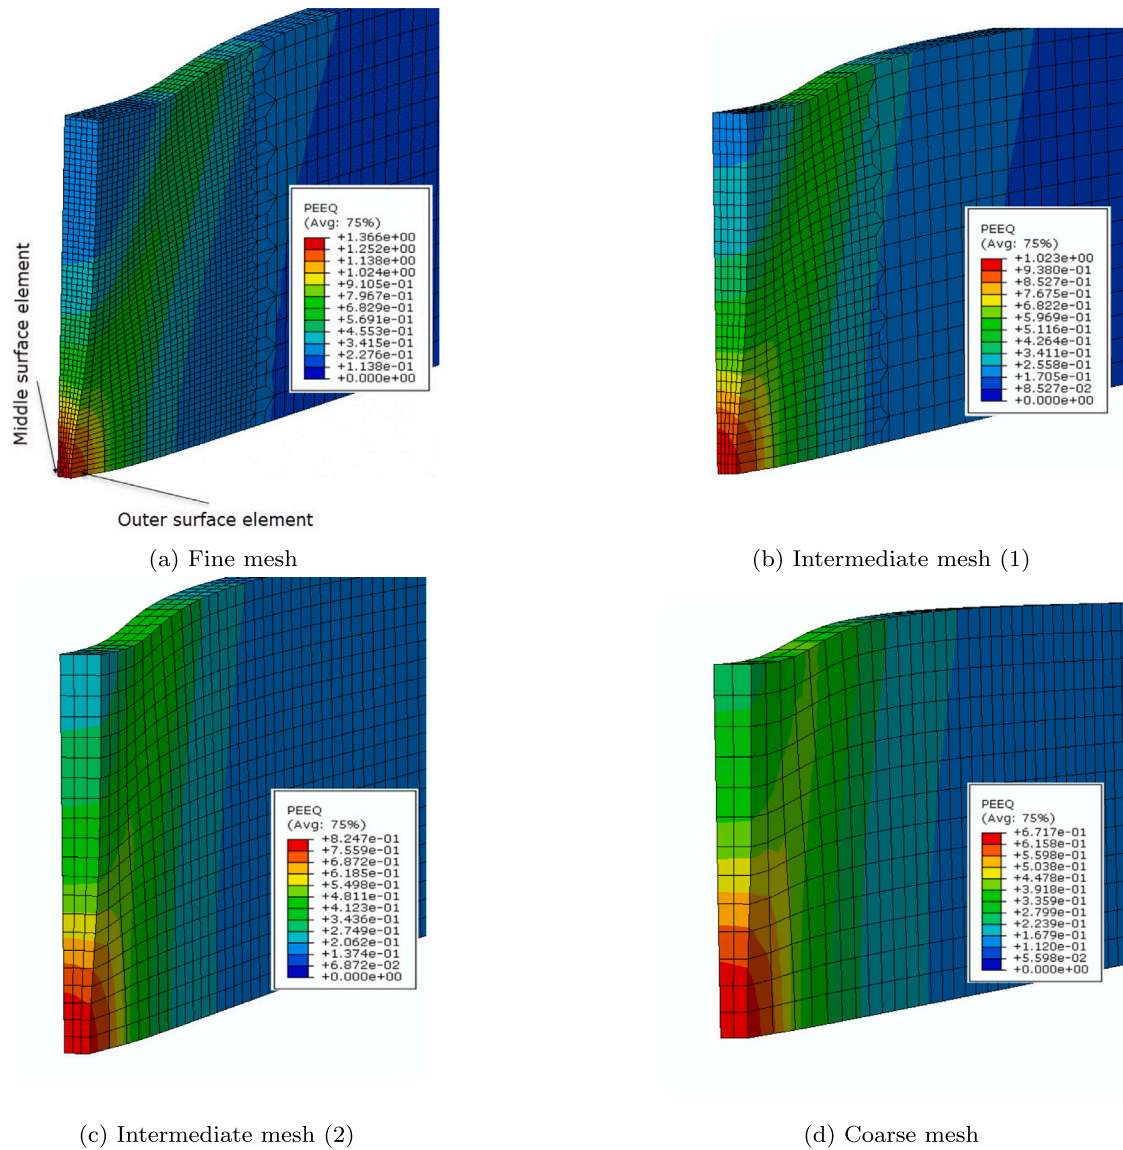 PEEQ
(Avg: 75%)
+1.366e+00
+1.252e+00
+1.138e+00
+1.024e+00
+9.105e-01
+7.967e-01
+6.829e-01
+5.691e-01
+4.553e-01
+3.415e-01
+2.276e-01
+1.138e-01
+0.000e+00
Middle surface element
Outer surface element
(a) Fine mesh
PEEQ
(Avg: 75%)
+1.023e+00
+9.380e-01
+8.527e-01
+7.675e-01
+6.822e-01
+5.969e-01
+5.116e-01
+4.264e-01
+3.411e-01
+2.558e-01
+1.705e-01
+8.527e-02
+0.000e+00
(b) Intermediate mesh (1)
PEEQ
(Avg: 75%)
+8.247e-01
+7.559e-01
+6.872e-01
+6.185e-01
+5.498e-01
+4.811e-01
+4.123e-01
+3.436e-01
+2.749e-01
+2.062e-01
+1.374e-01
+6.872e-02
+0.000e+00
(c) Intermediate mesh (2)
PEEQ
(Avg: 75%)
+6.717e-01
+6.158e-01
+5.598e-01
+5.038e-01
+4.478e-01
+3.918e-01
+3.359e-01
+2.799e-01
+2.239e-01
+1.679e-01
+1.120e-01
+5.598e-02
+0.000e+00
(d) Coarse mesh